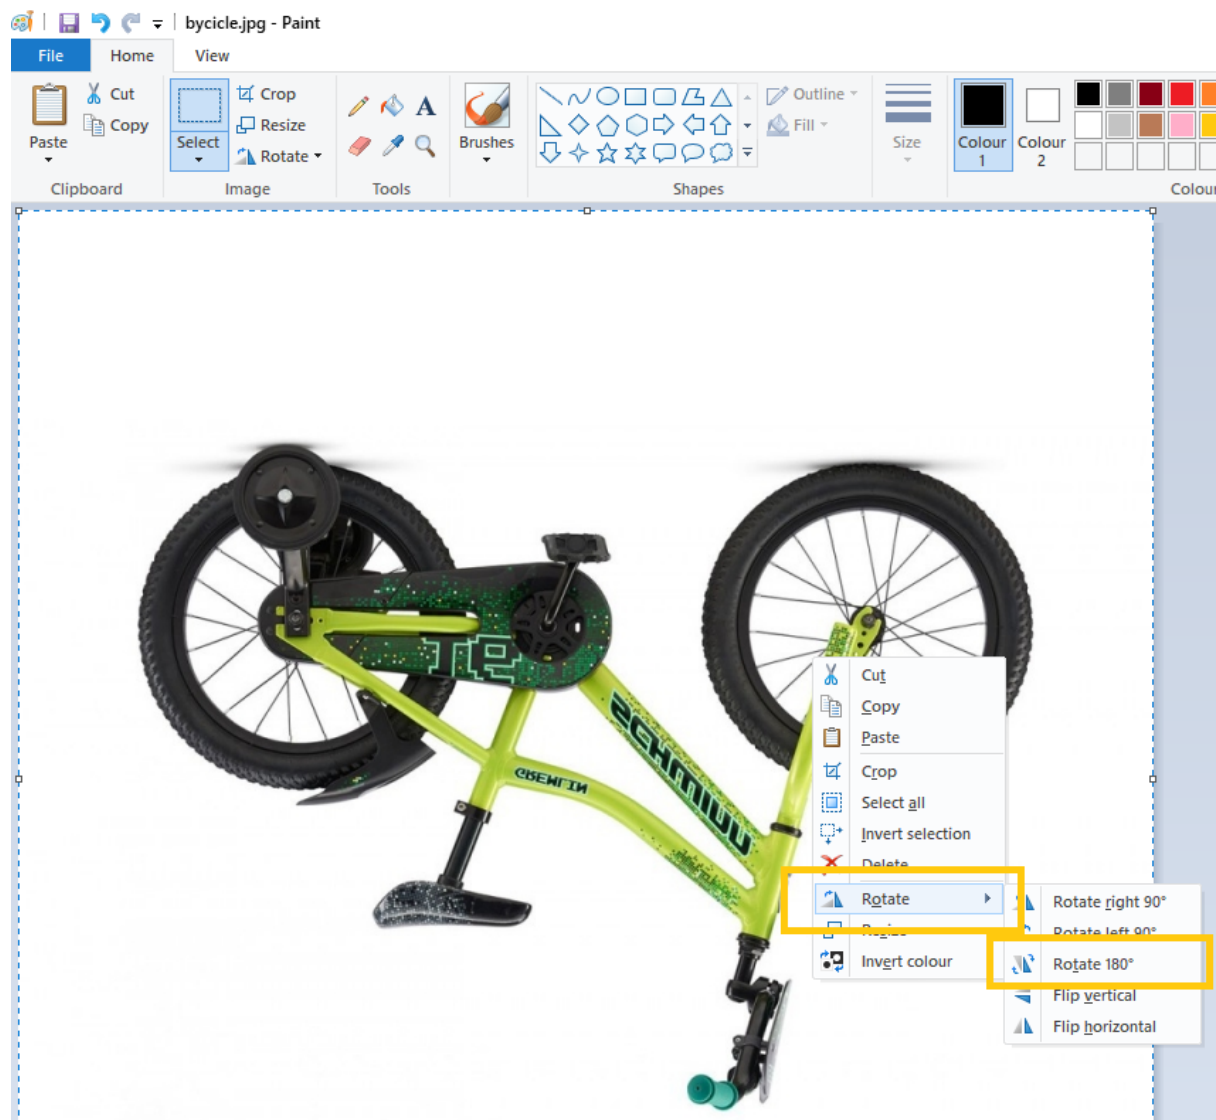 bycicle.jpg - Paint
File Home View
Paste
Cut
Copy
Clipboard
Select
Crop
Resize
Rotate
Image
A
Tools
Brushes
Shapes
Outline
Fill
Size
Colour 1
Colour 2
TE
SCHWINN
GREMLIN
Cut
Copy
Paste
Crop
Select all
Invert selection
Delete
Rotate
Resize
Invert colour
Rotate right 90°
Rotate left 90°
Rotate 180°
Flip vertical
Flip horizontal